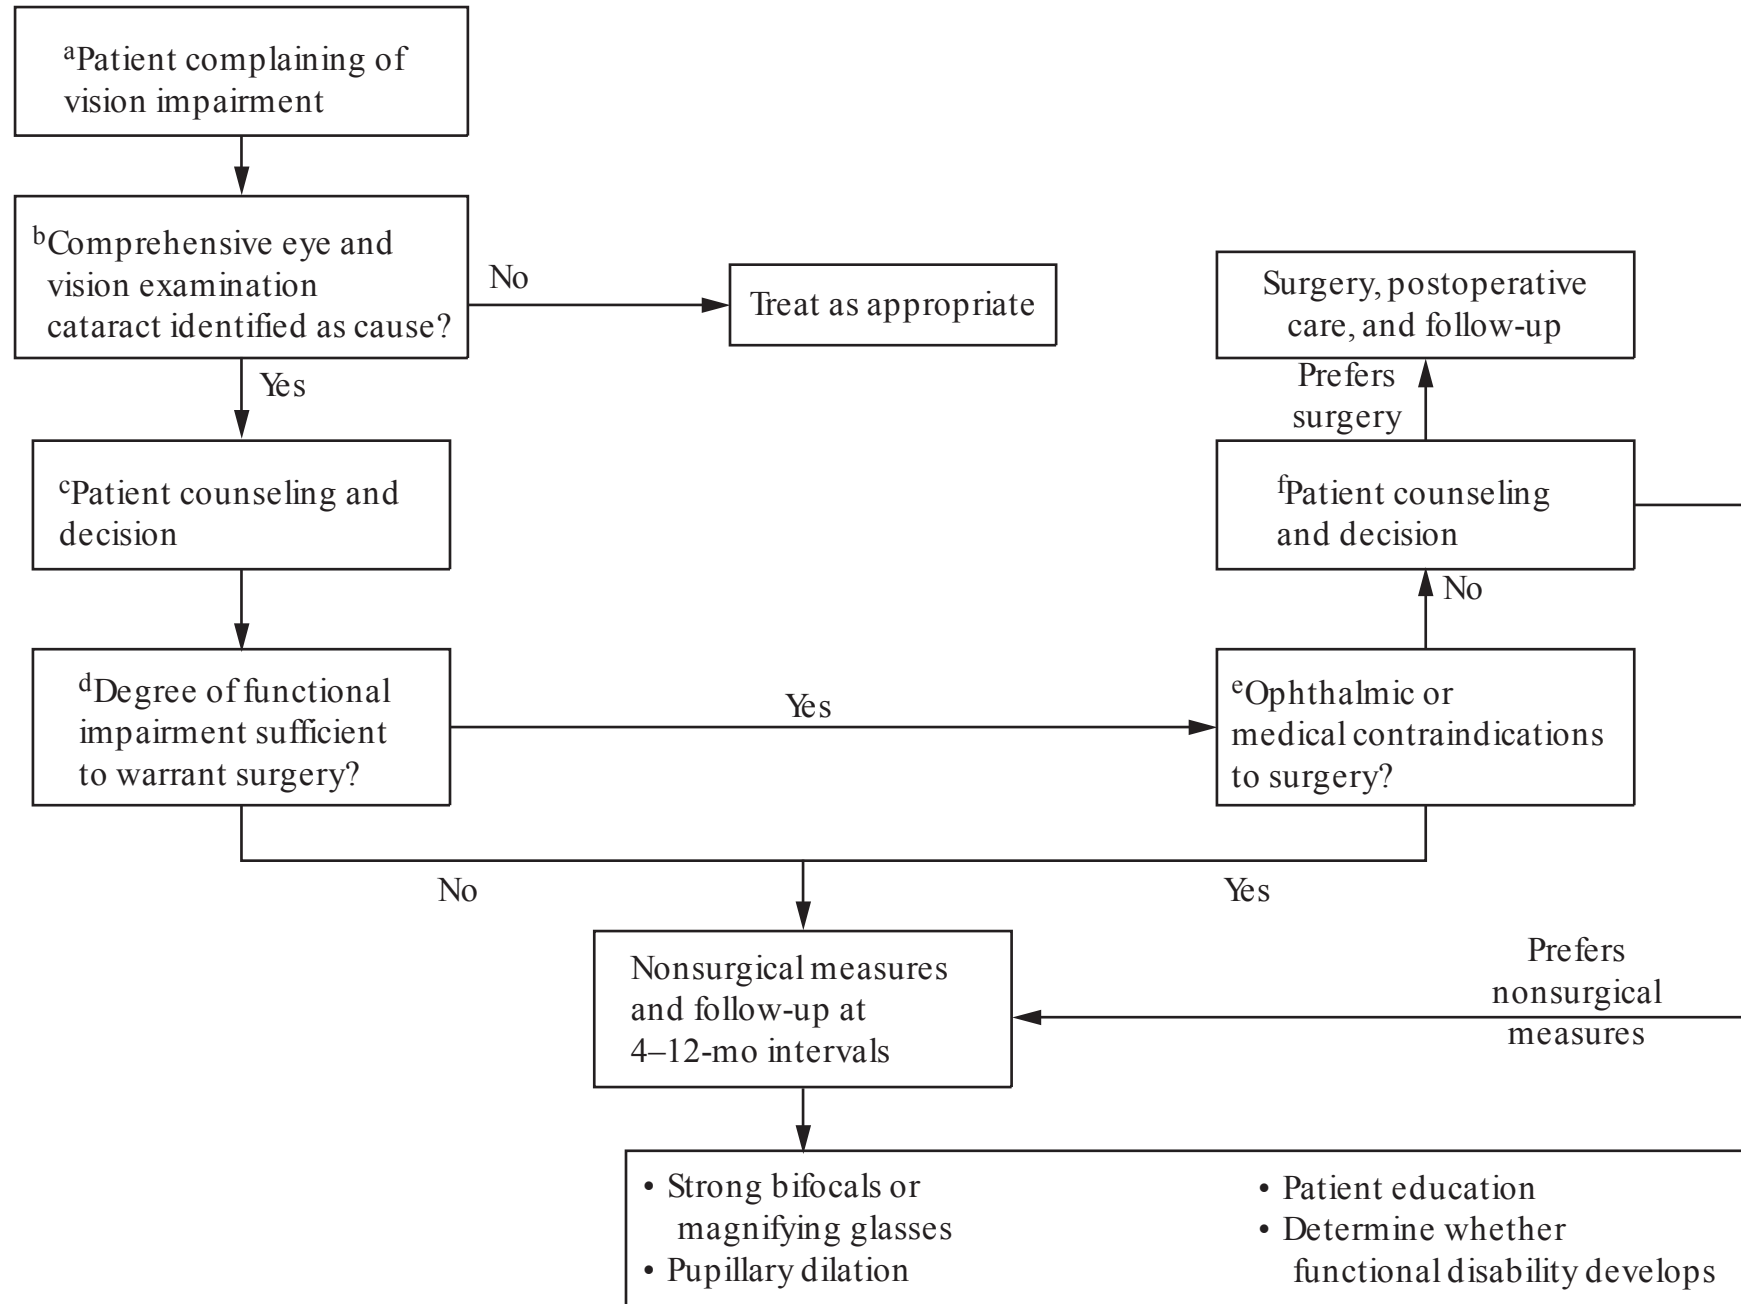 aPatient complaining of
vision impairment
bComprehensive eye and
vision examination
cataract identified as cause?
No
Treat as appropriate
Yes
cPatient counseling and
decision
dDegree of functional
impairment sufficient
to warrant surgery?
Yes
Surgery, postoperative
care, and follow-up
Prefers
surgery
fPatient counseling
and decision
No
eOphthalmic or
medical contraindications
to surgery?
No
Yes
Nonsurgical measures
and follow-up at
4–12-mo intervals
Prefers
nonsurgical
measures
• Strong bifocals or
magnifying glasses
• Pupillary dilation
• Patient education
• Determine whether
functional disability develops